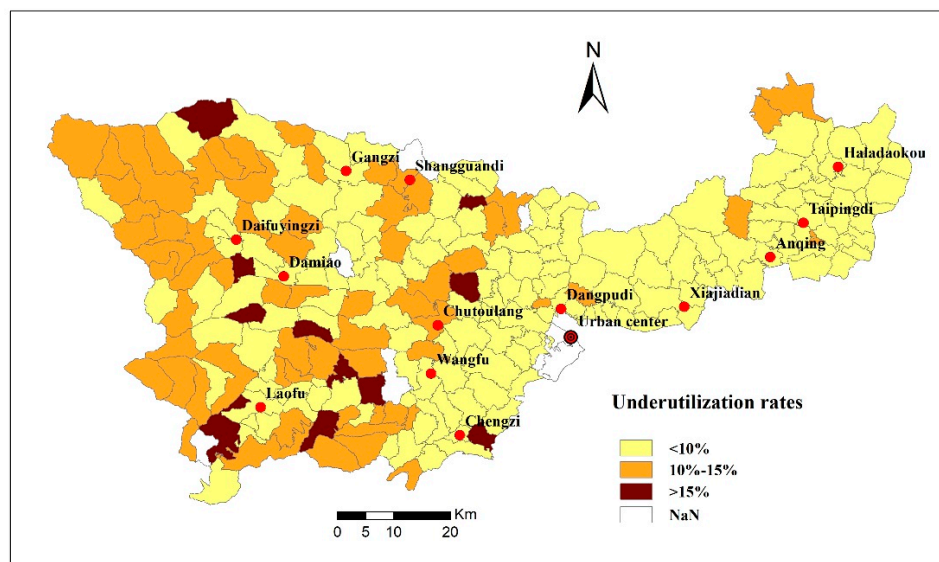 N
Haladaokou
Gangzi
Shangguandi
Taipingdi
Daifuyingzi
Anqing
Damiao
Dangpudi
Xiajiadian
Chutoulang
Urban center
Wangfu
Laofu
Chengzi
Underutilization rates
<10%
10%-15%
>15%
NaN
Km
0 5 10 20